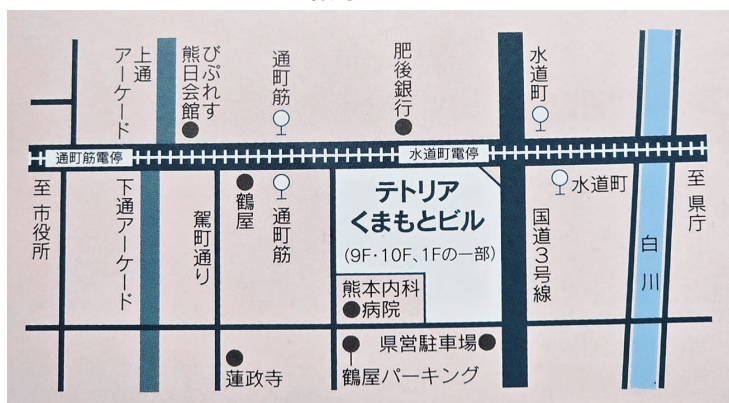 上通
アーケード
びぷれす
熊日会館
通町筋
肥後銀行
水道町
通町筋電停
水道町電停
至 市役所
下通アーケード
駕町通り
鶴屋
通町筋
テトリア
くまもとビル
(9F・10F、1Fの一部)
熊本内科
病院
国道3号線
水道町
白川
至 県庁
蓮政寺
鶴屋パーキング
県営駐車場